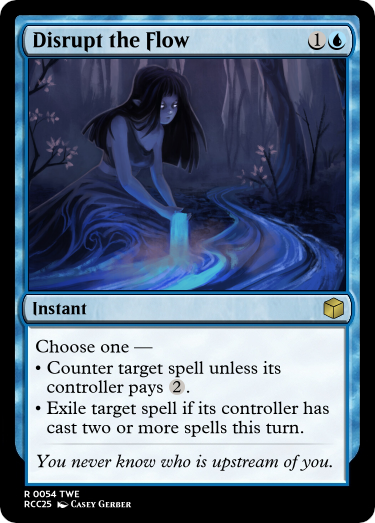 Disrupt the Flow 1
Instant
Choose one —
• Counter target spell unless its
controller pays 2.
• Exile target spell if its controller has
cast two or more spells this turn.
You never know who is upstream of you.
R 0054 TWE
RCC25 Casey Gerber